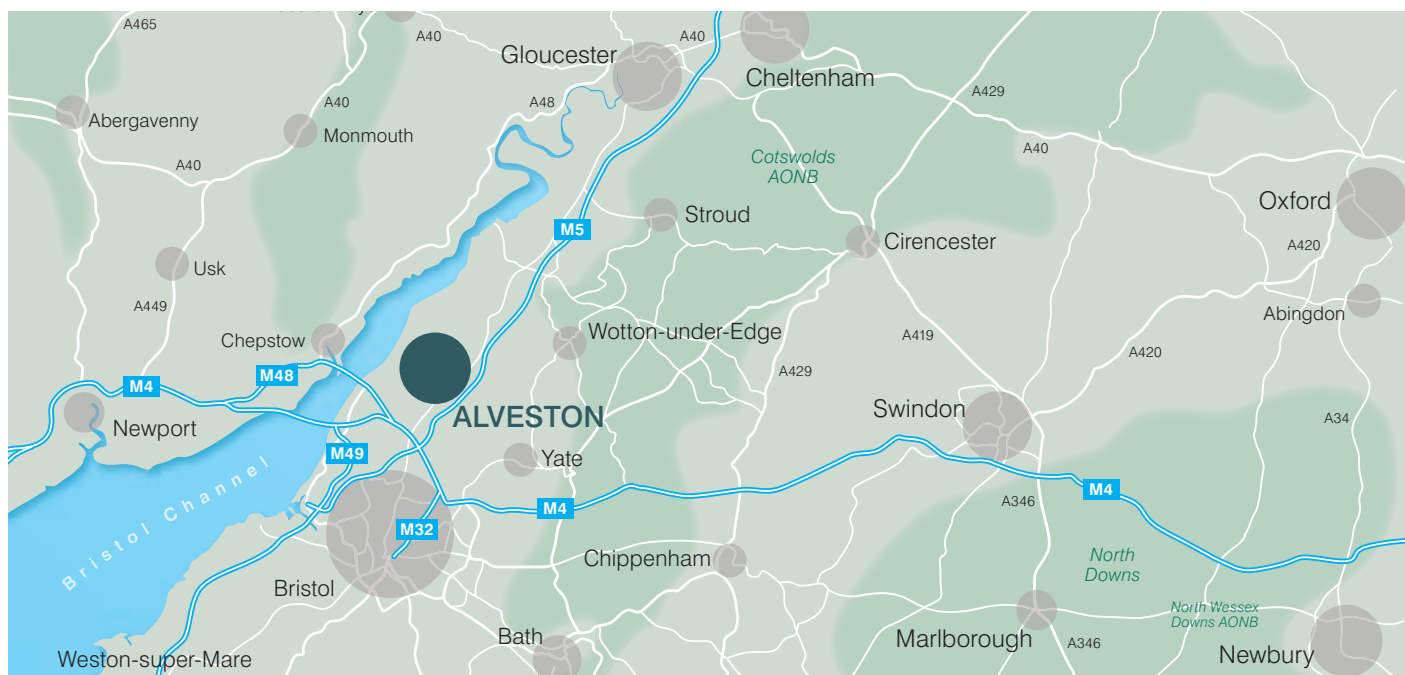 A465
A40
Gloucester
A40
Cheltenham
A48
A429
A40
Abergavenny
Monmouth
A40
Cotswolds
AONB
A40
Oxford
Stroud
M5
Cirencester
A420
Usk
A449
Abingdon
Chepstow
Wotton-under-Edge
A419
A420
M48
M4
A429
ALVESTON
Swindon
A34
Newport
M49
Yate
Bristol Channel
M4
M4
A346
M32
Chippenham
North
Downs
Bristol
North Wessex
Downs AONB
Bath
Marlborough
A346
Weston-super-Mare
Newbury